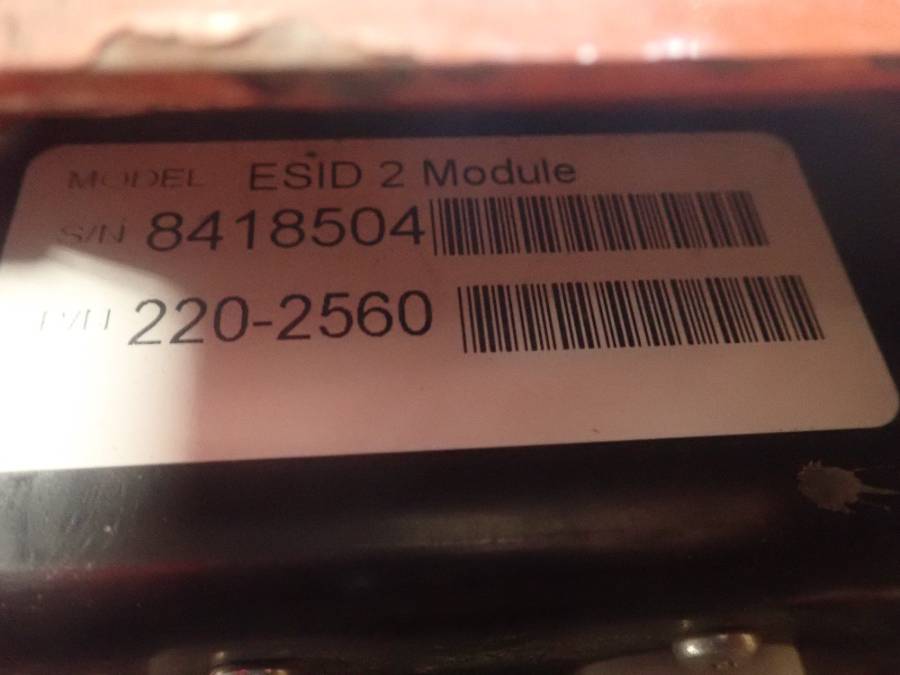 MODEL ESID 2 Module
S/N 8418504
P/N 220-2560